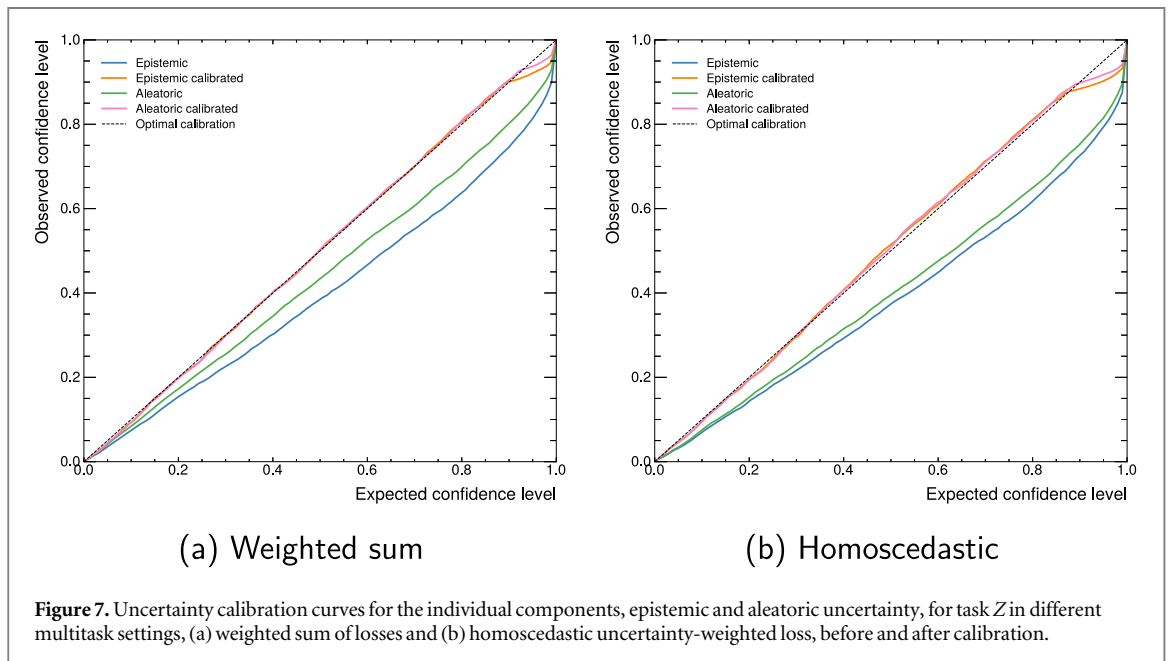 1.0
0.8
0.6
0.4
0.2
0.0
Observed confidence level
Epistemic
Epistemic calibrated
Aleatoric
Aleatoric calibrated
Optimal calibration
0.0 0.2 0.4 0.6 0.8 1.0
Expected confidence level
(a) Weighted sum
1.0
0.8
0.6
0.4
0.2
0.0
Observed confidence level
Epistemic
Epistemic calibrated
Aleatoric
Aleatoric calibrated
Optimal calibration
0.0 0.2 0.4 0.6 0.8 1.0
Expected confidence level
(b) Homoscedastic
Figure 7. Uncertainty calibration curves for the individual components, epistemic and aleatoric uncertainty, for task Z in different
multitask settings, (a) weighted sum of losses and (b) homoscedastic uncertainty-weighted loss, before and after calibration.